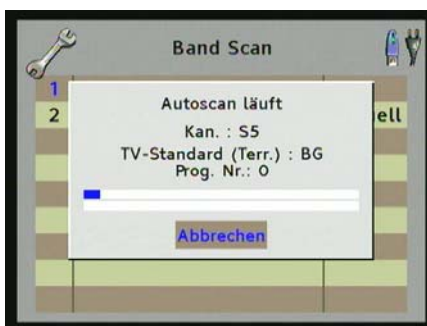 Band Scan
1
Autoscan läuft
2
ell
Kan. : S5
TV-Standard (Terr.) : BG
Prog. Nr.: 0
Abbrechen